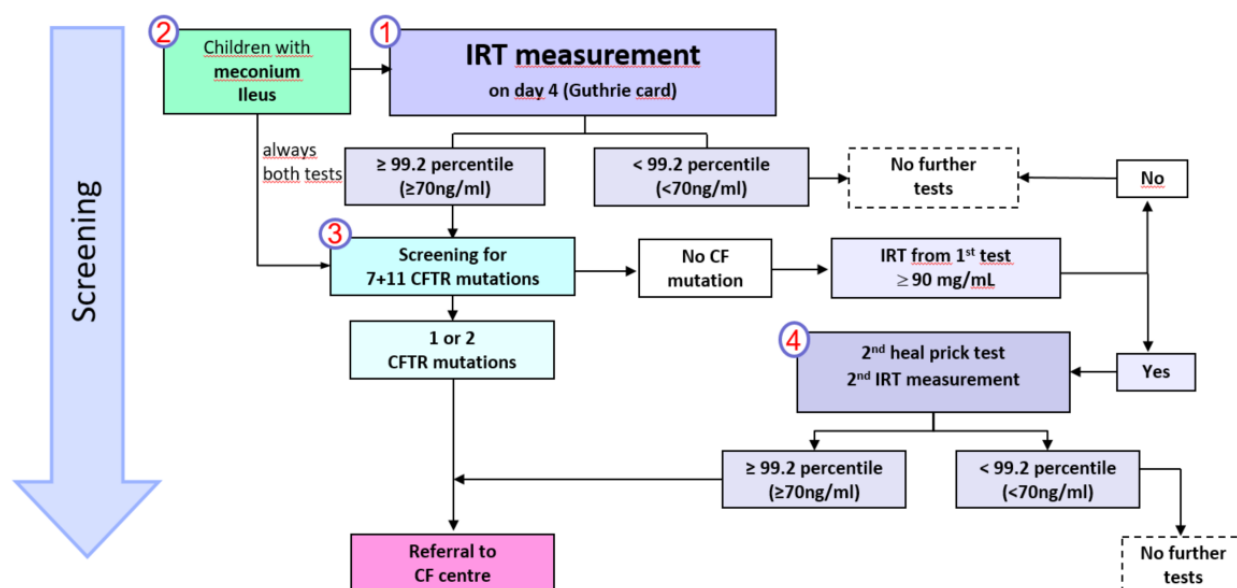 Screening
2
Children with
meconium
Ileus
1
IRT measurement
on day 4 (Guthrie card)
always
both tests
≥ 99.2 percentile
(≥70ng/ml)
< 99.2 percentile
(<70ng/ml)
No further
tests
No
3
Screening for
7+11 CFTR mutations
No CF
mutation
IRT from 1st test
≥ 90 mg/mL
1 or 2
CFTR mutations
4
2nd heal prick test
2nd IRT measurement
Yes
≥ 99.2 percentile
(≥70ng/ml)
< 99.2 percentile
(<70ng/ml)
Referral to
CF centre
No further
tests